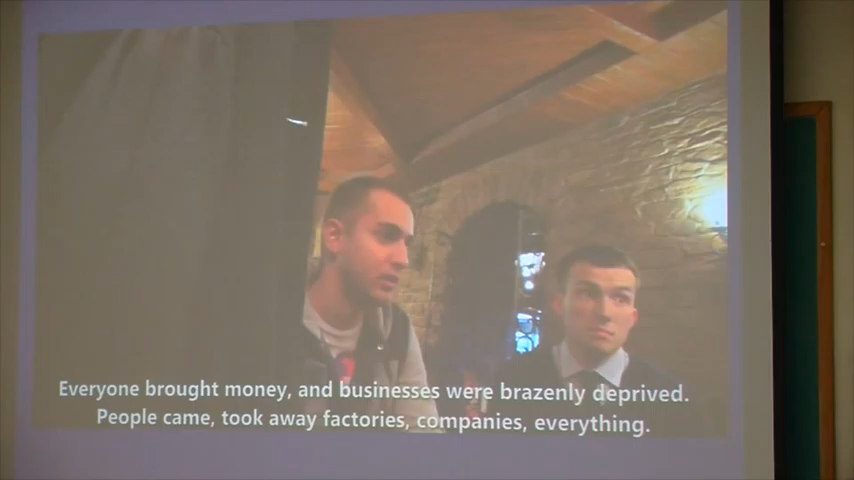 Everyone brought money, and businesses were brazenly deprived.
People came, took away factories, companies, everything.